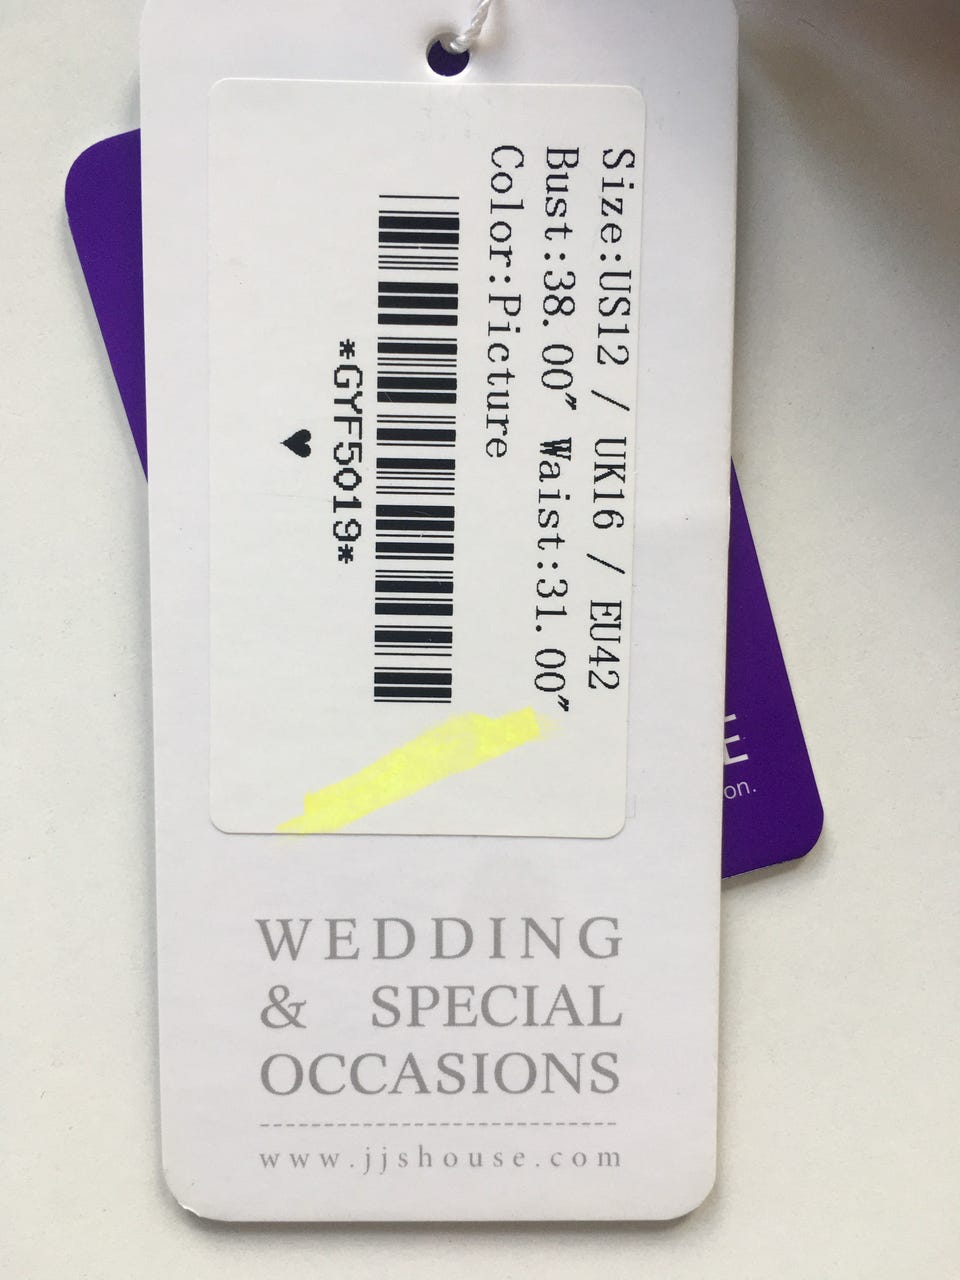 Size:US12 / UK16 / EU42
Bust:38.00" Waist:31.00"
Color:Picture
*GYF5019*
WEDDING
& SPECIAL
OCCASIONS
www.jjshouse.com
E
on.